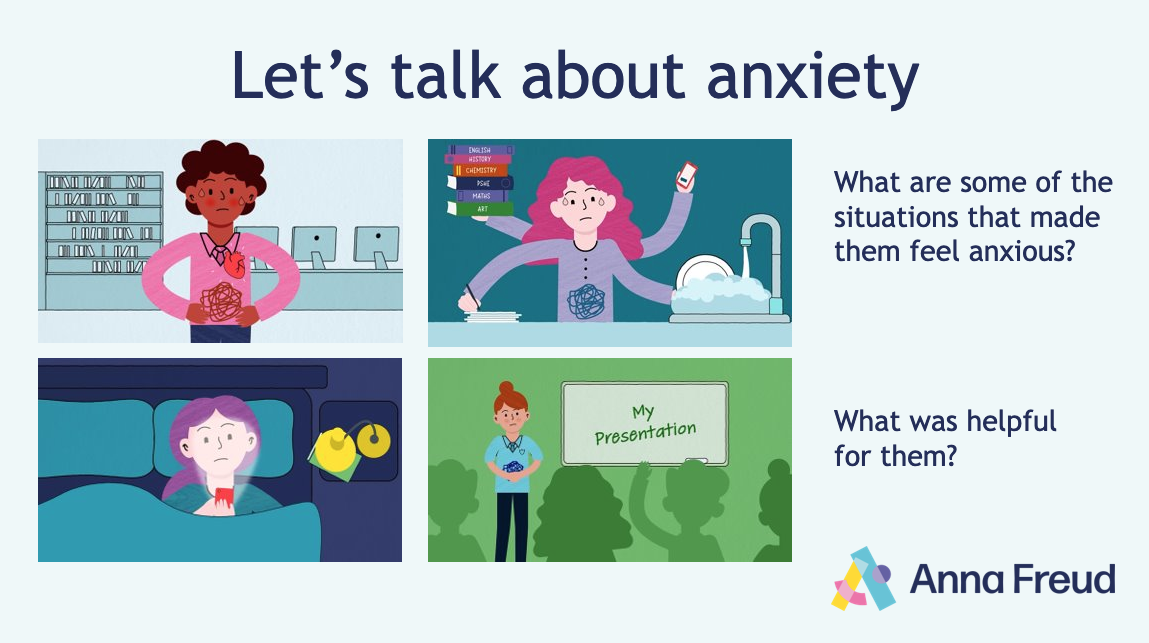 Let’s talk about anxiety
ENGLISH
HISTORY
CHEMISTRY
PSHE
MATHS
ART
What are some of the
situations that made
them feel anxious?
My
Presentation
What was helpful
for them?
Anna Freud